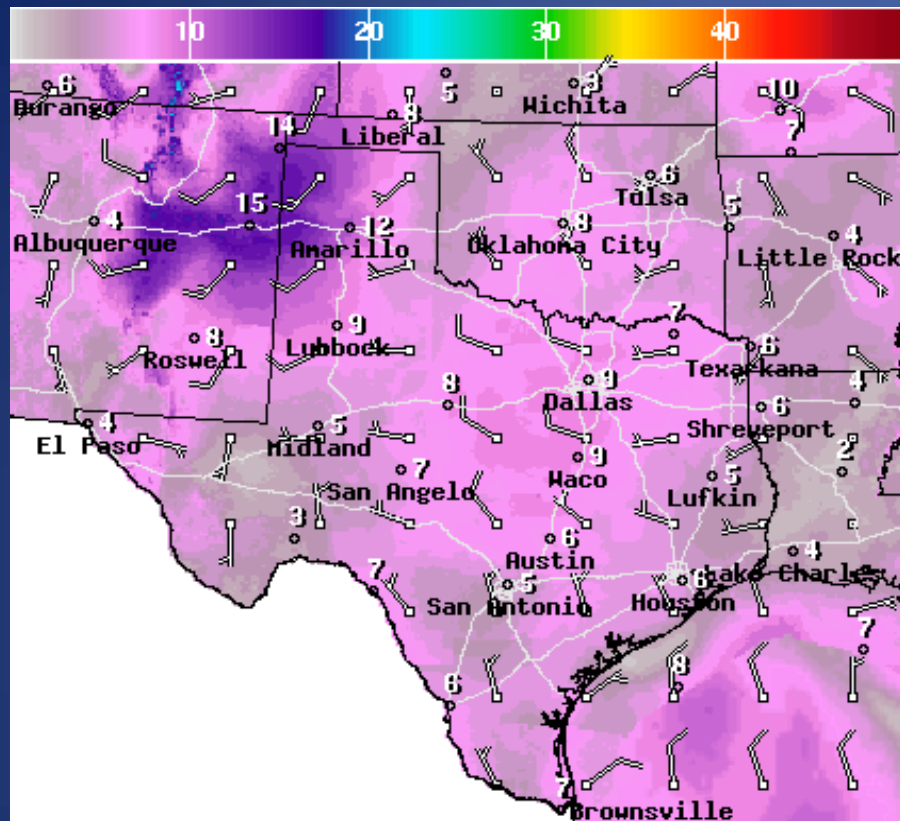 10 20 30 40
6 5 9 10
Durango Wichita
8
Liberal 7
14
6
Tulsa
15 4 12 8 5 4
Albuquerque Amarillo Oklahoma City Little Rock
9 7
8 6
Roswell Lubbock Texarkana
9 4
8 Dallas 6
4 5 Shreveport
El Paso Midland 9 2
7 Waco 5
San Angelo Lufkin
3 6 4
Austin
7 5 6 Lake Charles
San Antonio Houston
7
8
6
7
Brownsville